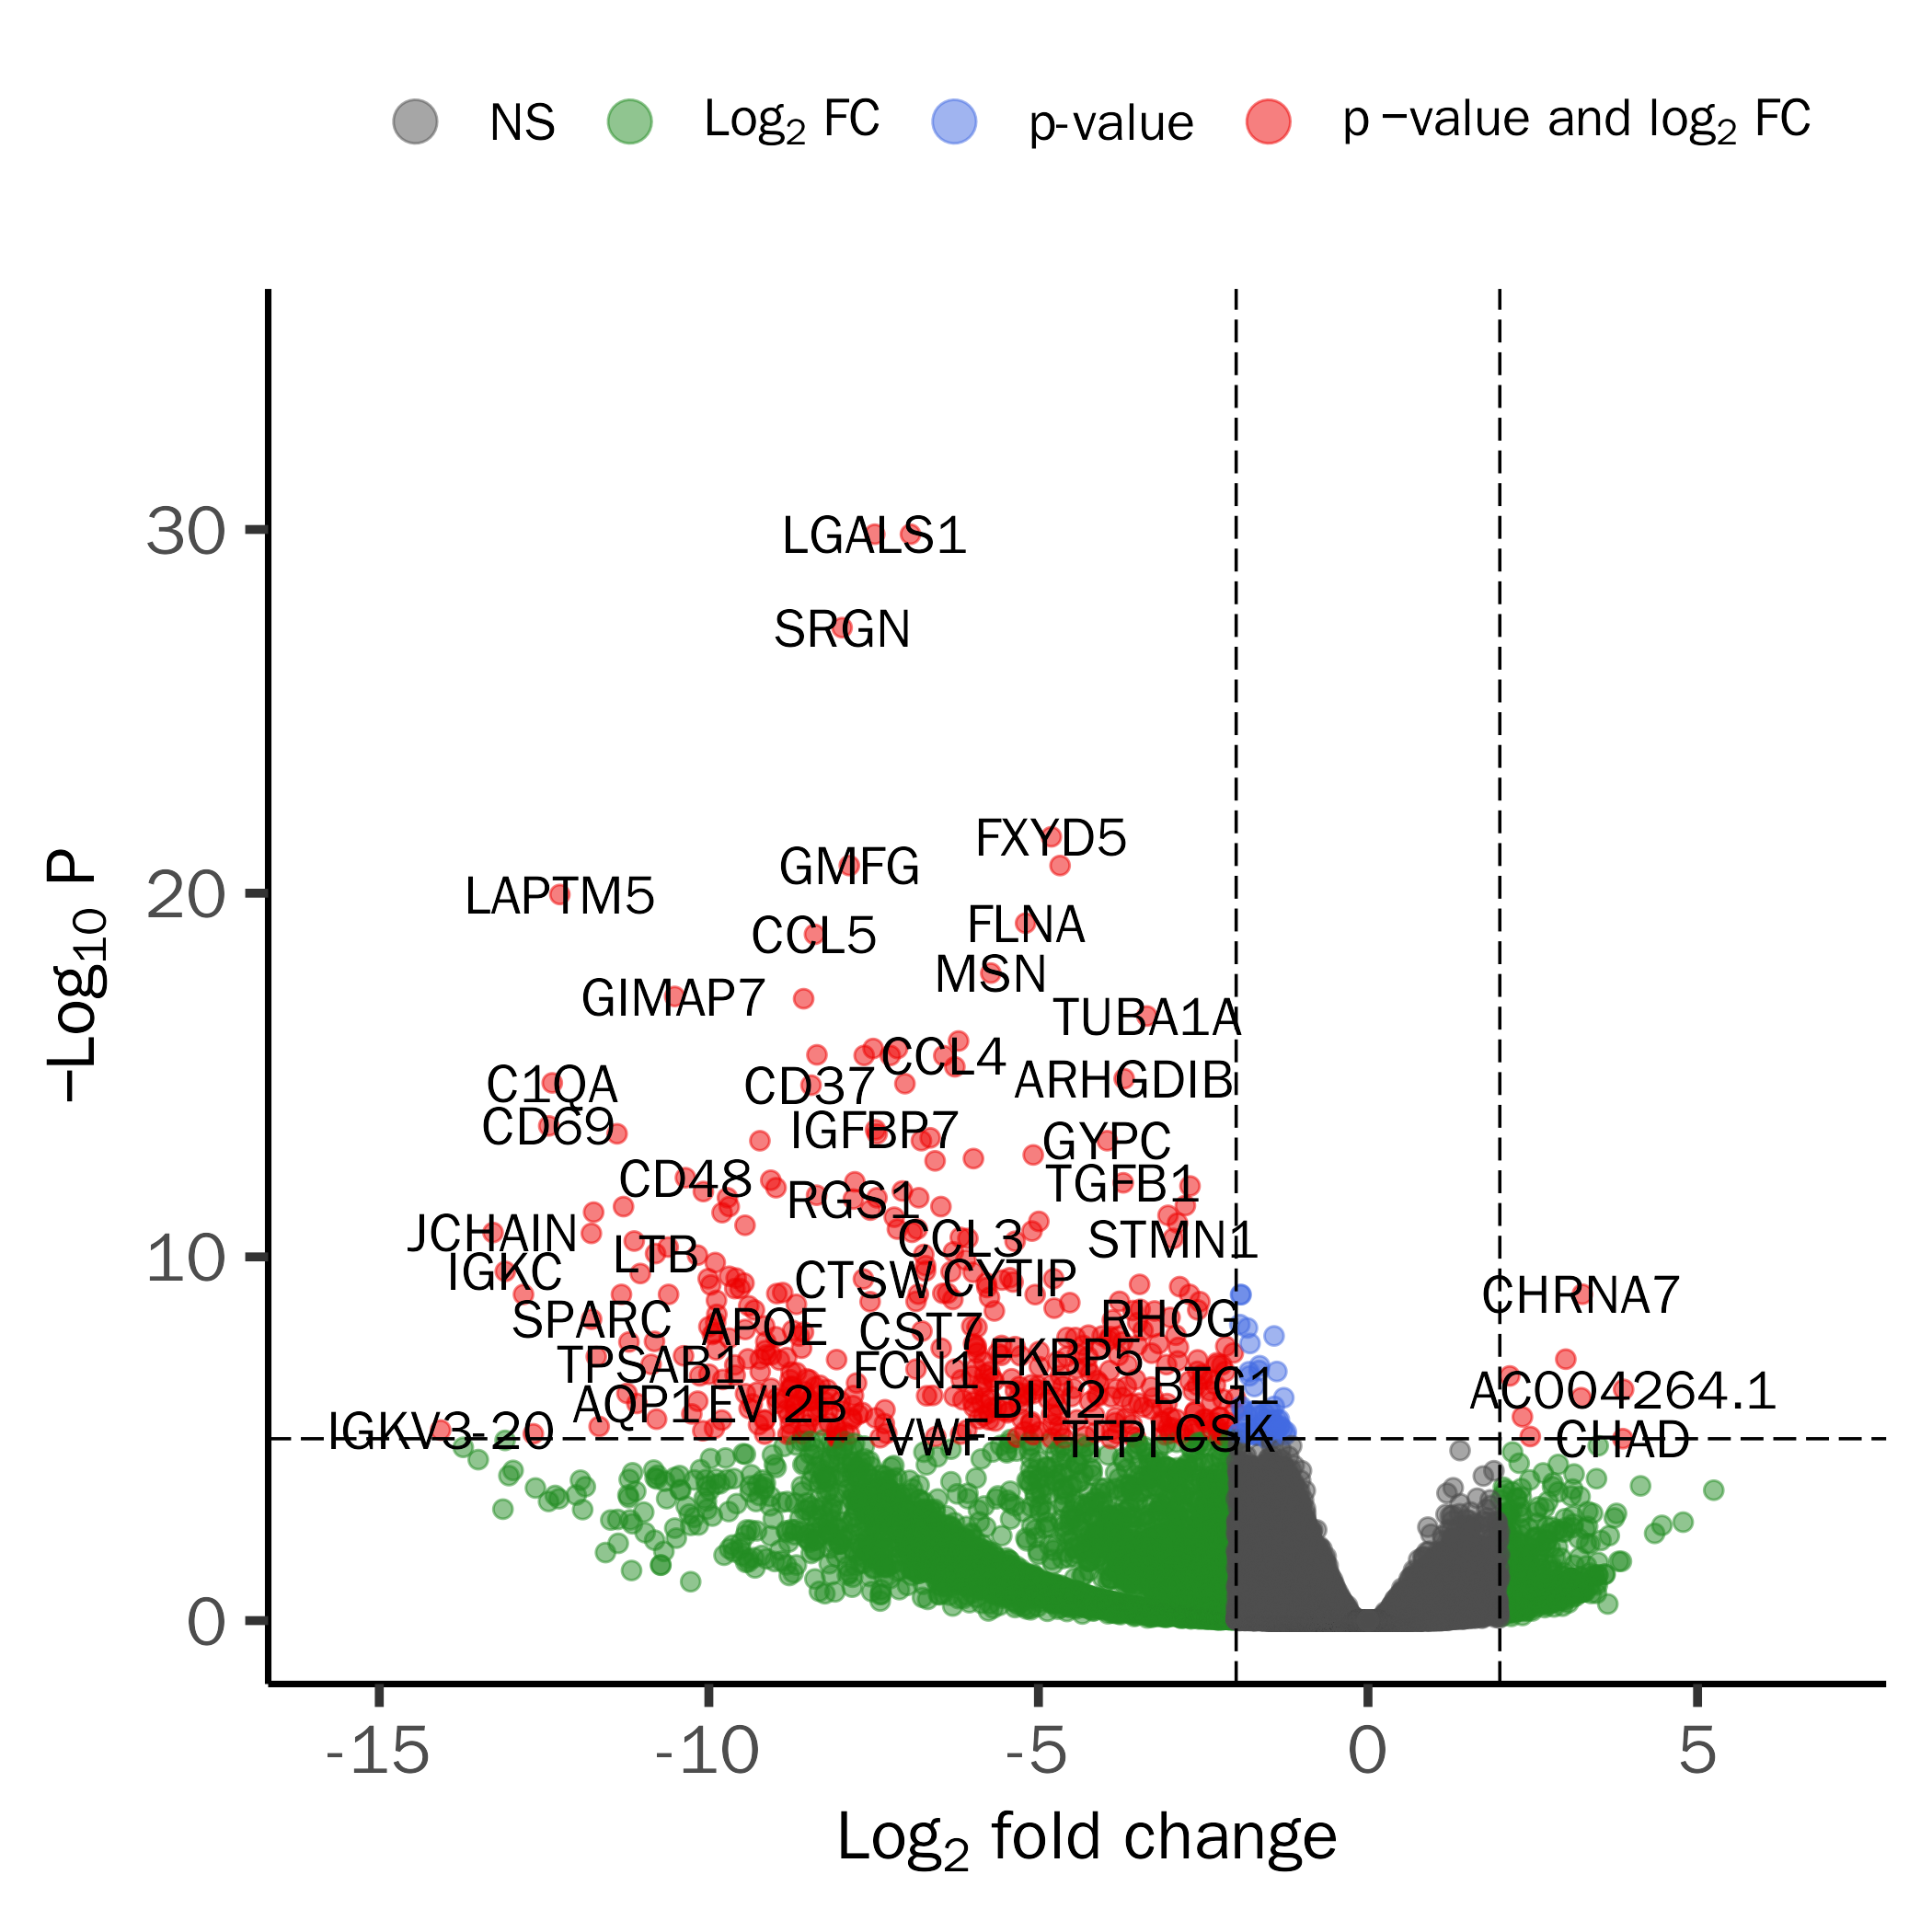 NS Log2 FC p-value p −value and log2 FC
−Log10 P
30
20
10
0
LGALS1
SRGN
FXYD5
GMFG
LAPTM5
FLNA
CCL5
MSN
GIMAP7
TUBA1A
CCL4
C1QA
CD37
ARHGDIB
CD69
IGFBP7
GYPC
CD48
TGFB1
RGS1
JCHAIN
CCL3
STMN1
LTB
IGKC
CTSW
CYTIP
CHRNA7
SPARC
APOE
CST7
RHOG
TPSAB1
FCN1
FKBP5
BTG1
AC004264.1
AQP1
EVI2B
BIN2
IGKV3-20
VWF
TFPI
CSK
CHAD
-15 -10 -5 0 5
Log2 fold change